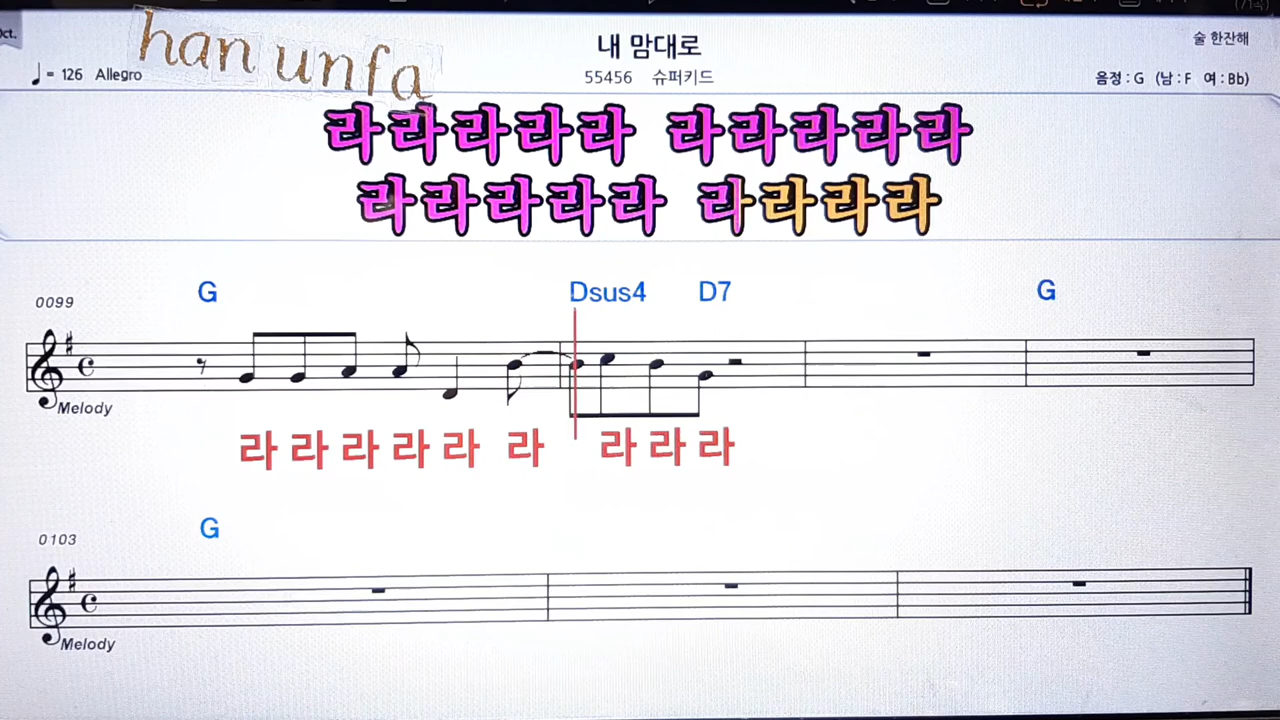 Oct.
han unfa
내 맘대로
술 한잔해
♩= 126 Allegro
55456 슈퍼키드
음정 : G (남 : F 여 : Bb)
라라라라라 라라라라라
라라라라라 라라라라
G Dsus4 D7 G
0099
Melody
라 라 라 라 라 라 라 라 라
G
0103
Melody